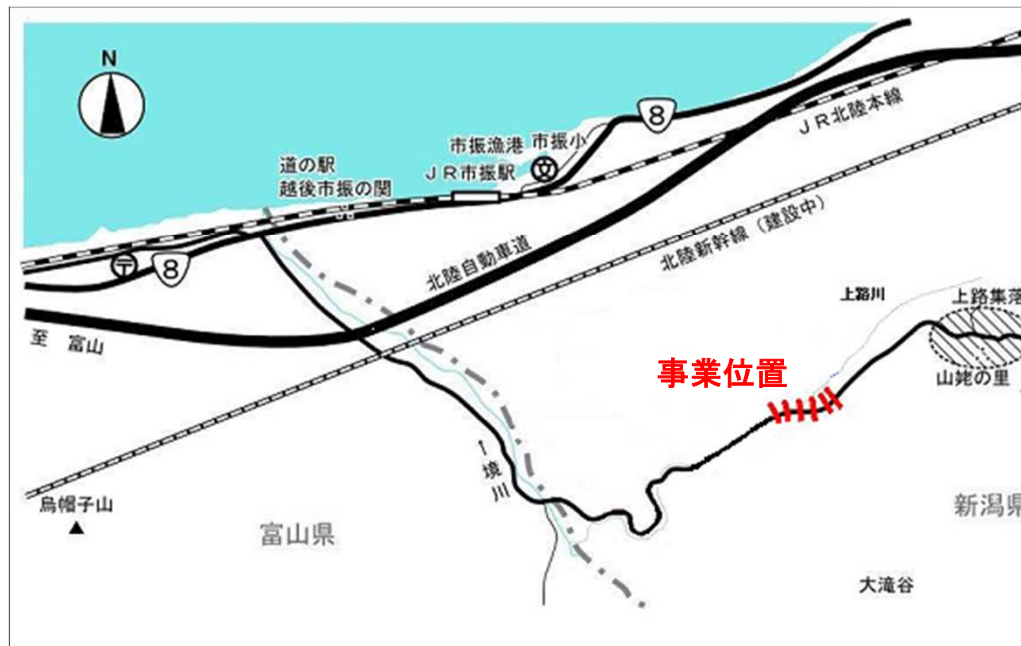 N
8
JR北陸本線
市振漁港 市振小
道の駅
JR市振駅
越後市振の関
北陸新幹線（建設中）
北陸自動車道
〒
8
上路川
上路集落
至 富山
事業位置
山姥の里
↑境川
烏帽子山
▲
富山県
新潟県
大滝谷
文